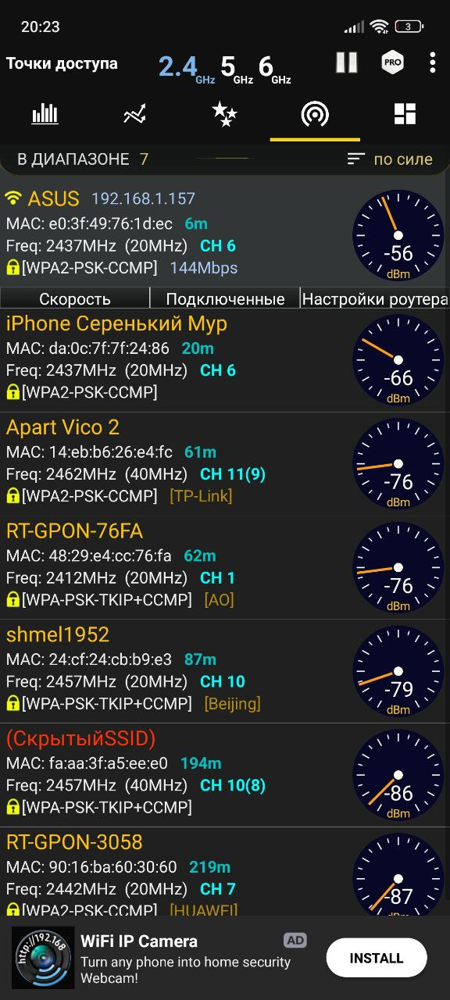 20:23
3
Точки доступа 2.4GHz 5GHz 6GHz PRO
В ДИАПАЗОНЕ 7 по силе
ASUS 192.168.1.157
MAC: e0:3f:49:76:1d:ec 6m
Freq: 2437MHz (20MHz) CH 6
[WPA2-PSK-CCMP] 144Mbps
-56
dBm
Скорость Подключенные Настройки роутера
iPhone Серенький Мур
MAC: da:0c:7f:7f:24:86 20m
Freq: 2437MHz (20MHz) CH 6
[WPA2-PSK-CCMP]
-66
dBm
Apart Vico 2
MAC: 14:eb:b6:26:e4:fc 61m
Freq: 2462MHz (40MHz) CH 11(9)
[WPA2-PSK-CCMP] [TP-Link]
-76
dBm
RT-GPON-76FA
MAC: 48:29:e4:cc:76:fa 62m
Freq: 2412MHz (20MHz) CH 1
[WPA-PSK-TKIP+CCMP] [AO]
-76
dBm
shmel1952
MAC: 24:cf:24:cb:b9:e3 87m
Freq: 2457MHz (20MHz) CH 10
[WPA-PSK-TKIP+CCMP] [Beijing]
-79
dBm
(СкрытыйSSID)
MAC: fa:aa:3f:a5:ee:e0 194m
Freq: 2457MHz (40MHz) CH 10(8)
[WPA-PSK-TKIP+CCMP]
-86
dBm
RT-GPON-3058
MAC: 90:16:ba:60:30:60 219m
Freq: 2442MHz (20MHz) CH 7
[WPA2-PSK-CCMP] [HUAWEI]
-87
dBm
http://192.168
WiFi IP Camera AD
Turn any phone into home security
Webcam!
INSTALL